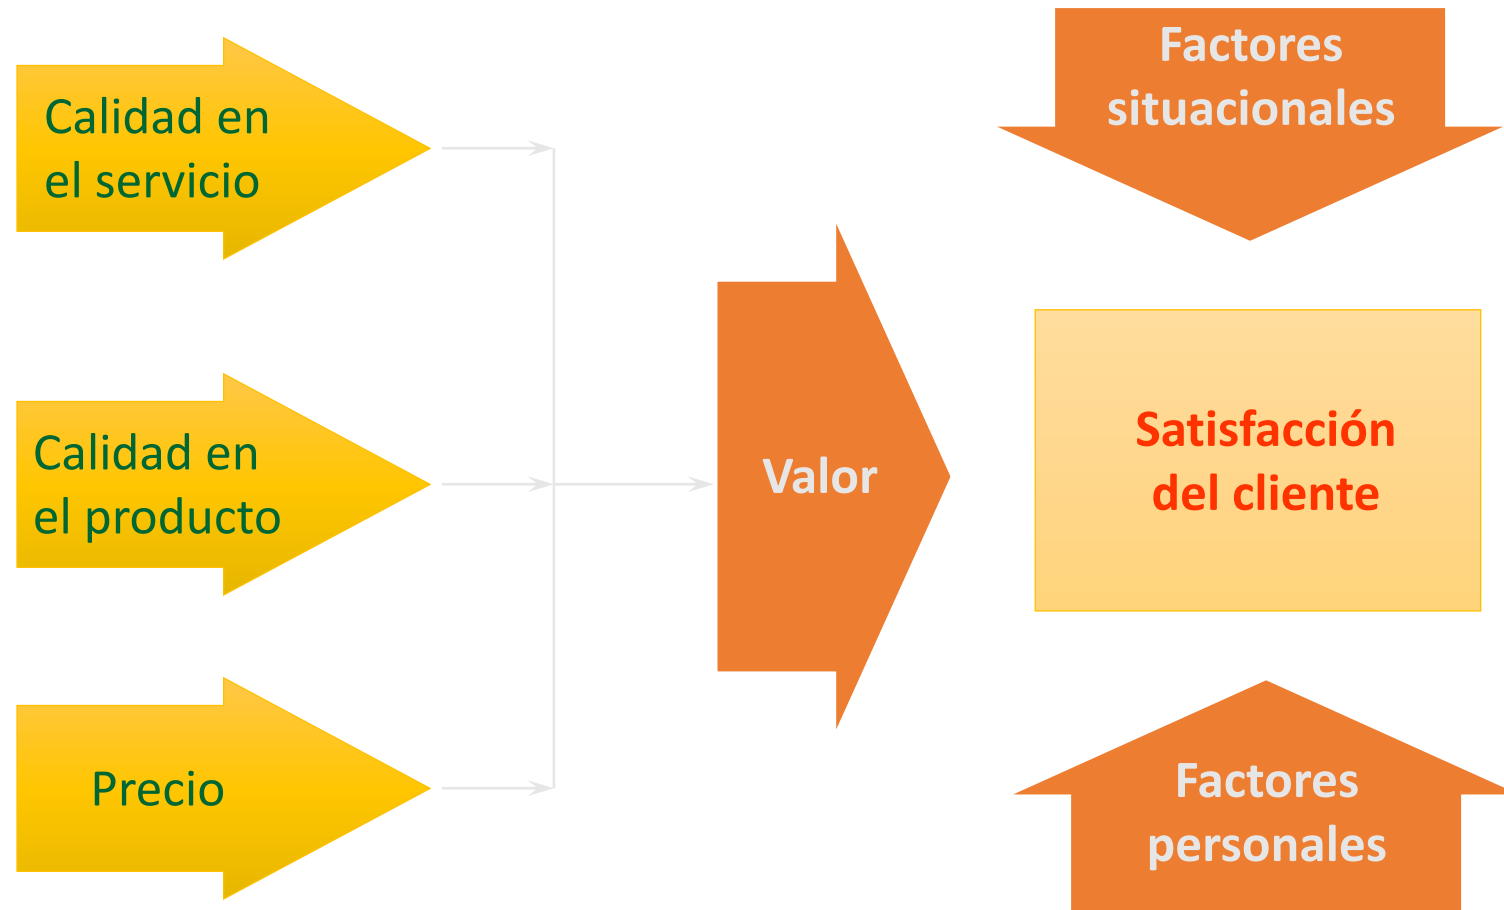 Calidad en
el servicio
Calidad en
el producto
Precio
Valor
Factores
situacionales
Satisfacción
del cliente
Factores
personales